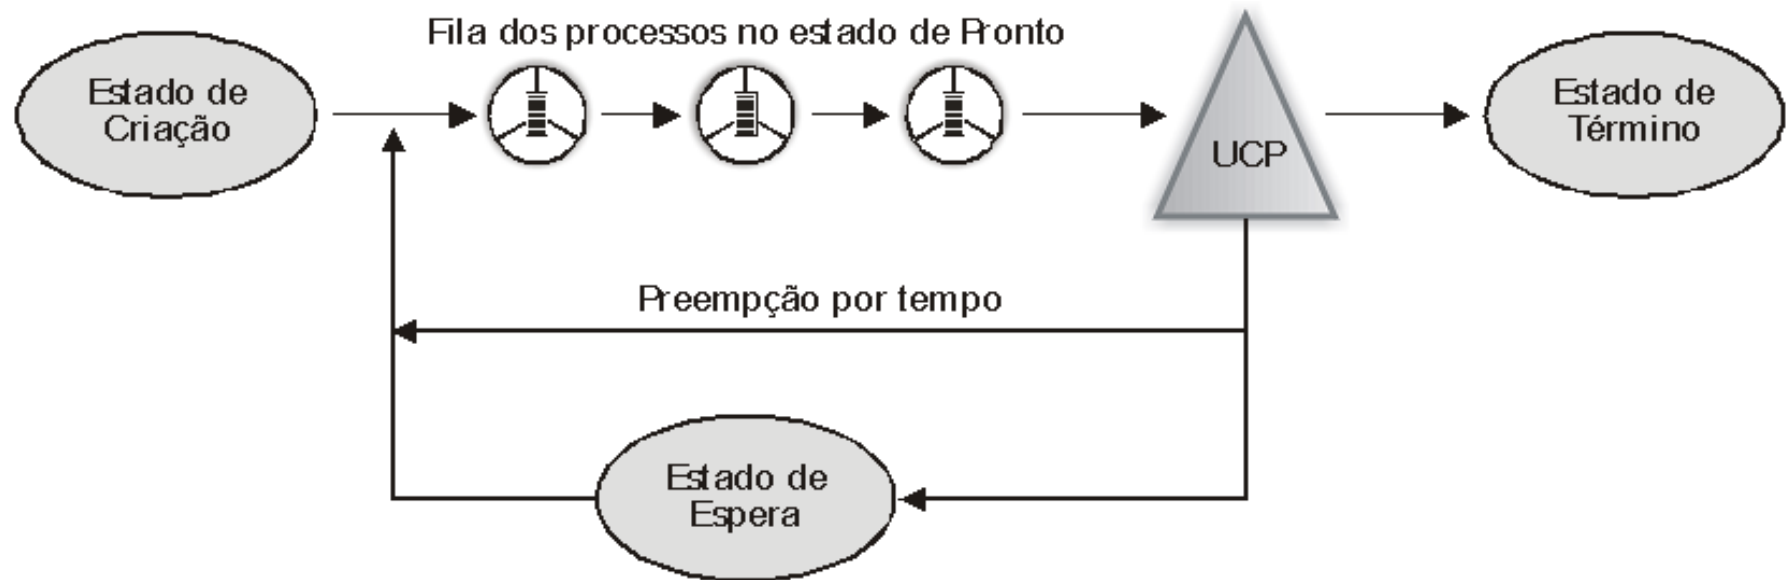 Fila dos processos no estado de Pronto
Estado de
Criação
UCP
Estado de
Término
Preempção por tempo
Estado de
Espera